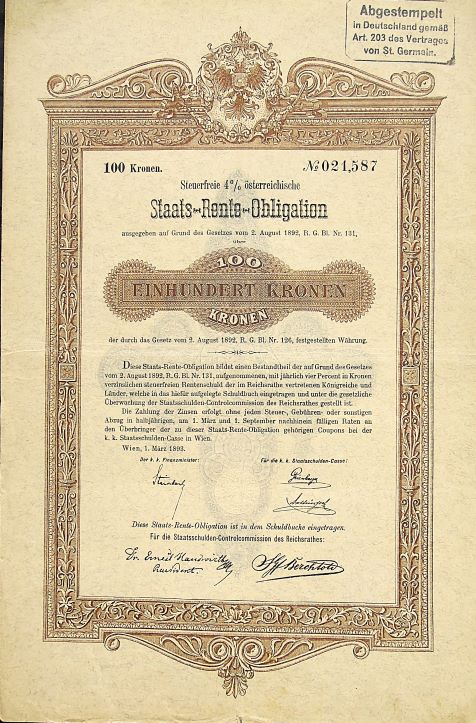 Abgestempelt
in Deutschland gemäß
Art. 203 des Vertrages
von St. Germain.
100 Kronen.
№ 024,587
Steuerfreie 4% österreichische
Staats-Rente-Obligation
ausgegeben auf Grund des Gesetzes vom 2. August 1892, R. G. Bl. Nr. 131,
über
100
EINHUNDERT KRONEN
KRONEN
der durch das Gesetz vom 2. August 1892, R. G. Bl. Nr. 126, festgestellten Währung.
Diese Staats-Rente-Obligation bildet einen Bestandtheil der auf Grund des Gesetzes
vom 2. August 1892, R. G. Bl. Nr. 131, aufgenommenen, mit jährlich vier Percent in Kronen
verzinslichen steuerfreien Rentenschuld der im Reichsrathe vertretenen Königreiche und
Länder, welche in das hiefür aufgelegte Schuldbuch eingetragen und unter die gesetzliche
Überwachung der Staatsschulden-Controlcommission des Reichsrathes gestellt ist.
Die Zahlung der Zinsen erfolgt ohne jeden Steuer-, Gebühren- oder sonstigen
Abzug in halbjährigen, am 1. März und 1. September nachhinein fälligen Raten an
den Überbringer der zu dieser Staats-Rente-Obligation gehörigen Coupons bei der
k. k. Staatsschulden-Casse in Wien.
Wien, 1. März 1893.
Der k. k. Finanzminister:
Für die k. k. Staatsschulden-Casse:
Steinbach
Diese Staats-Rente-Obligation ist in dem Schuldbuche eingetragen.
Für die Staatsschulden-Controlcommission des Reichsrathes:
Dr. Ernest
Praesident.
Berchtold